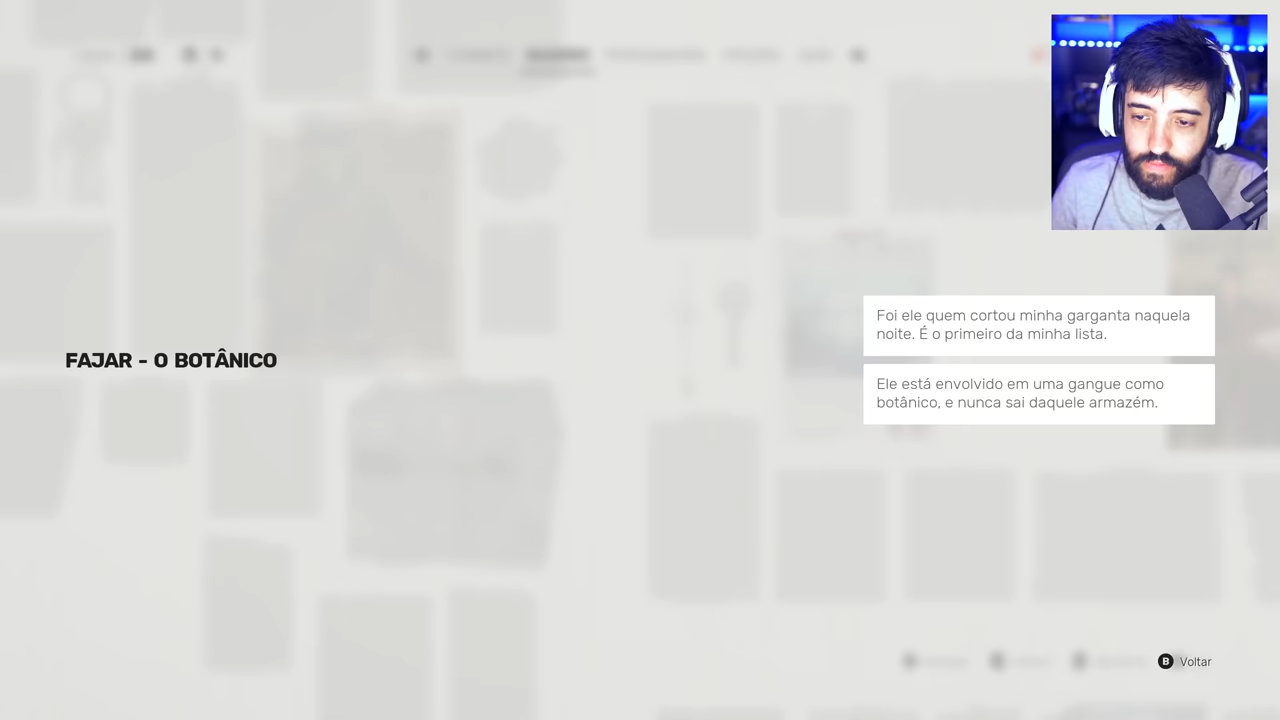 FAJAR - O BOTÂNICO
Foi ele quem cortou minha garganta naquela
noite. É o primeiro da minha lista.
Ele está envolvido em uma gangue como
botânico, e nunca sai daquele armazém.
B Voltar